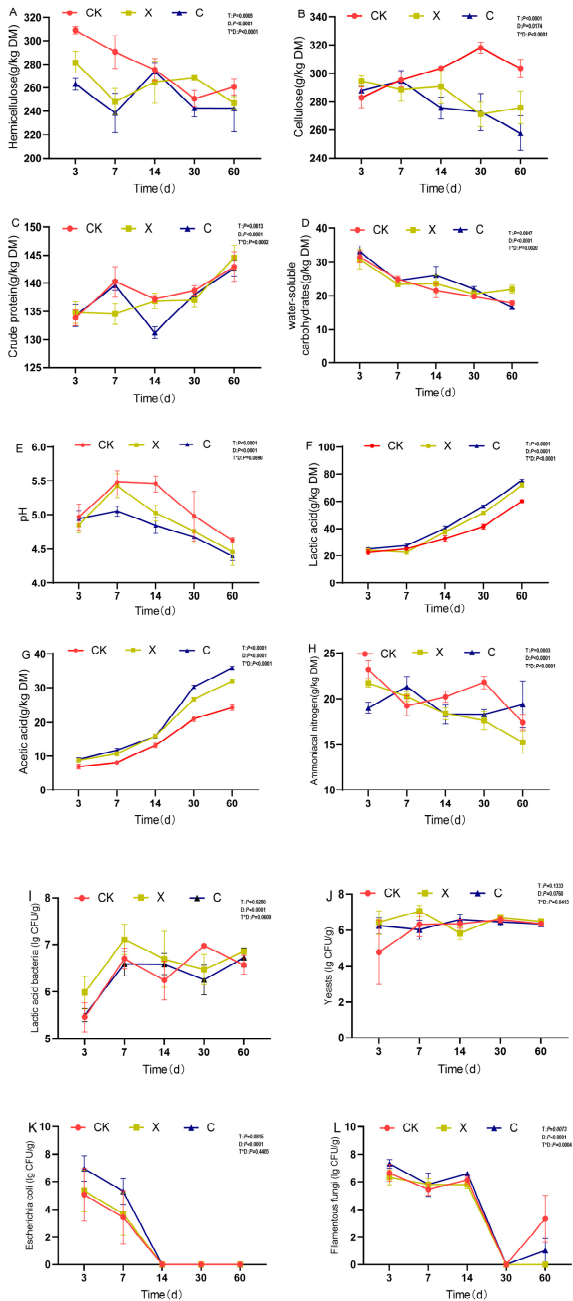 A
CK X C
T:P=0.0005
D:P<0.0001
T*D:P<0.0001
Hemicellulose(g/kg DM)
320
300
280
260
240
220
200
3 7 14 30 60
Time(d)
B
CK X C
T:P<0.0001
D:P=0.0174
T*D:P<0.0001
Cellulose(g/kg DM)
340
320
300
280
260
240
3 7 14 30 60
Time(d)
C
CK X C
T:P=0.0013
D:P<0.0001
T*D:P=0.0002
Crude protein(g/kg DM)
150
145
140
135
130
125
3 7 14 30 60
Time(d)
D
CK X C
D:P<0.0001
water-soluble
carbohydrates(g/kg DM)
40
30
20
10
0
3 7 14 30 60
Time(d)
E
CK X C
T:P<0.0001
D:P<0.0001
pH
6.0
5.5
5.0
4.5
4.0
3 7 14 30 60
Time(d)
F
CK X C
T:P<0.0001
D:P<0.0001
T*D:P<0.0001
Lactic acid(g/kg DM)
100
80
60
40
20
0
3 7 14 30 60
Time(d)
G
CK X C
T:P<0.0001
D:P<0.0001
T*D:P<0.0001
Acetic acid(g/kg DM)
40
30
20
10
0
3 7 14 30 60
Time(d)
H
CK X C
T:P=0.0003
D:P<0.0001
T*D:P<0.0001
Ammoniacal nitrogen(g/kg DM)
25
20
15
10
3 7 14 30 60
Time(d)
I
CK X C
T:P=0.0200
D:P<0.0001
T*D:P=0.0609
Lactic acid bacteria (lg CFU/g)
8
7
6
5
3 7 14 30 60
Time(d)
J
CK X C
T:P=0.1333
D:P=0.0760
T*D:P=0.0413
Yeasts (lg CFU/g)
8
6
4
2
0
3 7 14 30 60
Time(d)
K
CK X C
D:P<0.0001
T*D:P=0.4405
Escherichia coli (lg CFU/g)
10
8
6
4
2
0
3 7 14 30 60
Time(d)
L
CK X C
T:P=0.0073
D:P<0.0001
T*D:P=0.0004
Filamentous fungi (lg CFU/g)
10
8
6
4
2
0
3 7 14 30 60
Time(d)